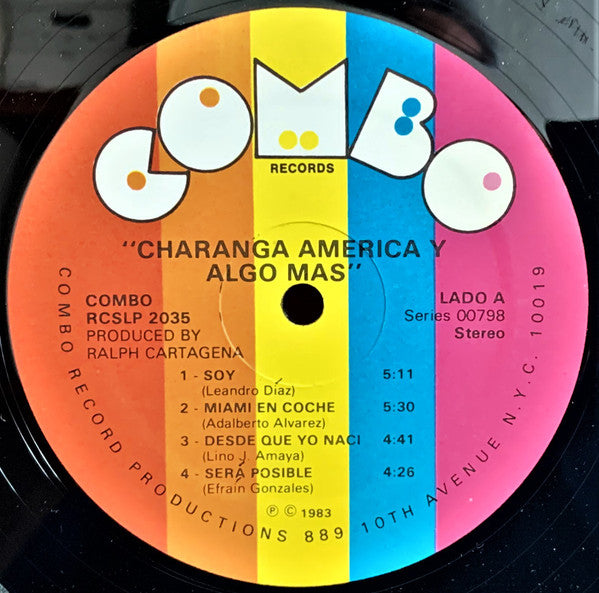 COMBO
RECORDS
"CHARANGA AMERICA Y
ALGO MAS"
COMBO
RCSLP 2035
PRODUCED BY
RALPH CARTAGENA
LADO A
Series 00798
Stereo
1 - SOY 5:11
(Leandro Díaz)
2 - MIAMI EN COCHE 5:30
(Adalberto Alvarez)
3 - DESDE QUE YO NACI 4:41
(Lino J. Amaya)
4 - SERÁ POSIBLE 4:26
(Efraín Gonzales)
Ⓟ © 1983
COMBO RECORD PRODUCTIONS 889 10TH AVENUE N.Y.C. 10019